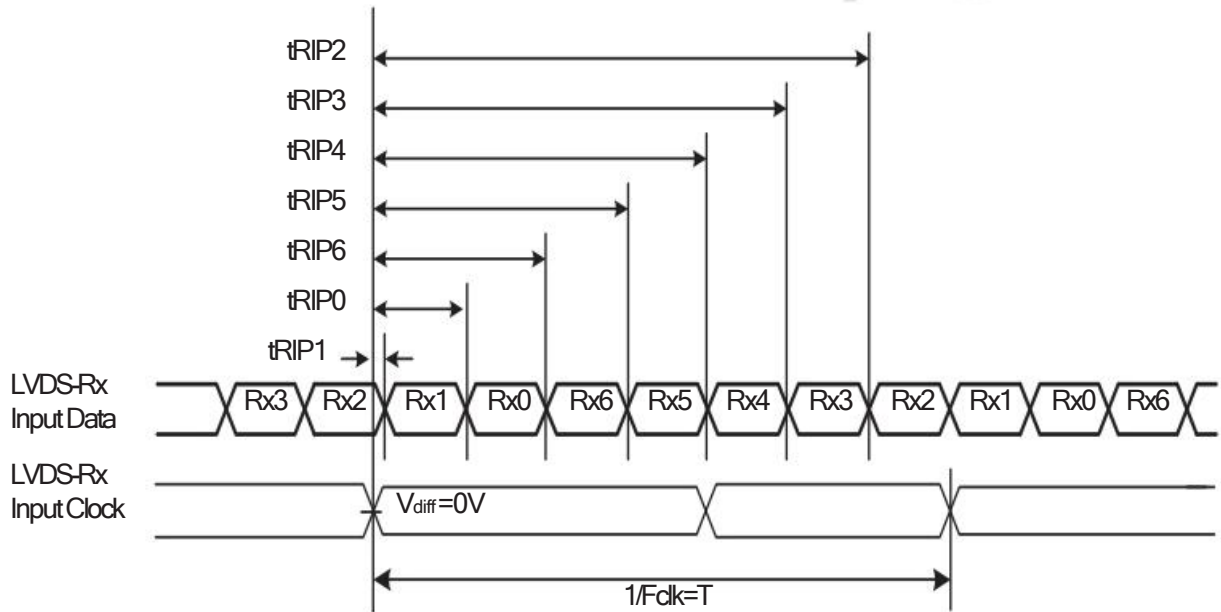 tRIP2
tRIP3
tRIP4
tRIP5
tRIP6
tRIP0
tRIP1
LVDS-Rx
Input Data
Rx3 Rx2 Rx1 Rx0 Rx6 Rx5 Rx4 Rx3 Rx2 Rx1 Rx0 Rx6
LVDS-Rx
Input Clock
Vdiff=0V
1/Fclk=T